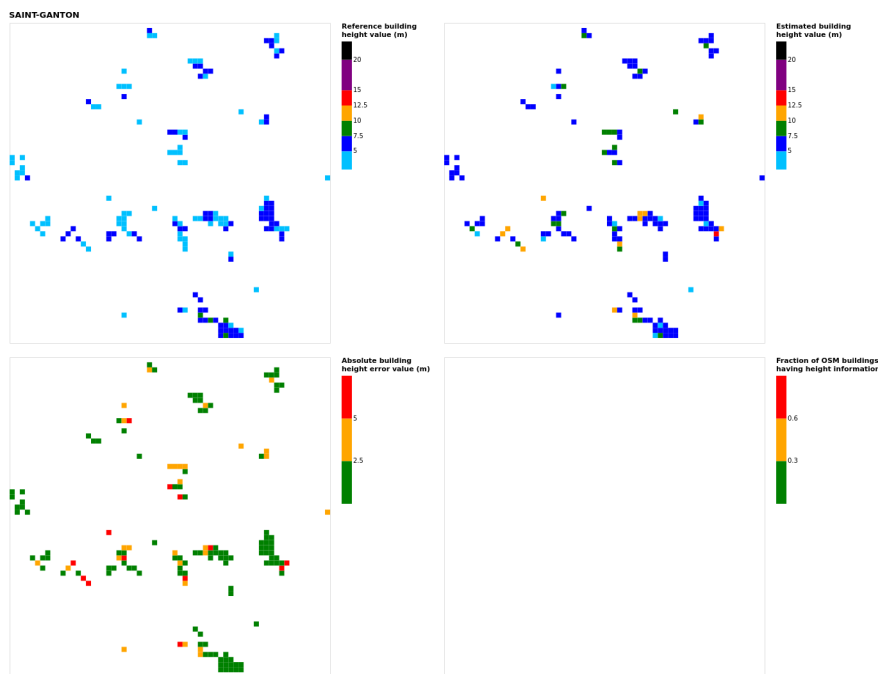 SAINT-GANTON
Reference building
height value (m)
20
15
12.5
10
7.5
5
Estimated building
height value (m)
20
15
12.5
10
7.5
5
Absolute building
height error value (m)
5
2.5
Fraction of OSM buildings
having height information
0.6
0.3